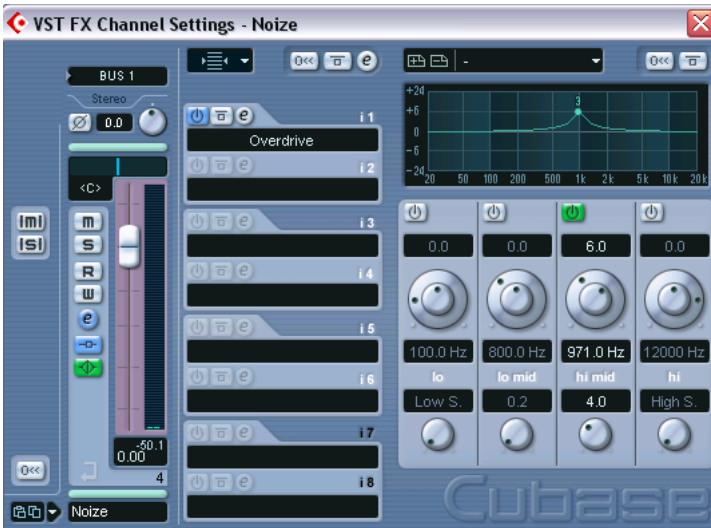 VST FX Channel Settings - Noize
BUS 1
Stereo
0.0
<C>
m
S
R
W
e
-50.1
0.00
4
Noize
|m|
|S|
0<<
0<<
e
e
i 1
Overdrive
e
i 2
e
i 3
e
i 4
e
i 5
e
i 6
e
i 7
e
i 8
-
0<<
+24
+6
0
-6
-24
3
20 50 100 200 500 1k 2k 5k 10k 20k
0.0 0.0 6.0 0.0
100.0 Hz 800.0 Hz 971.0 Hz 12000 Hz
lo lo mid hi mid hi
Low S. 0.2 4.0 High S.
Cubase